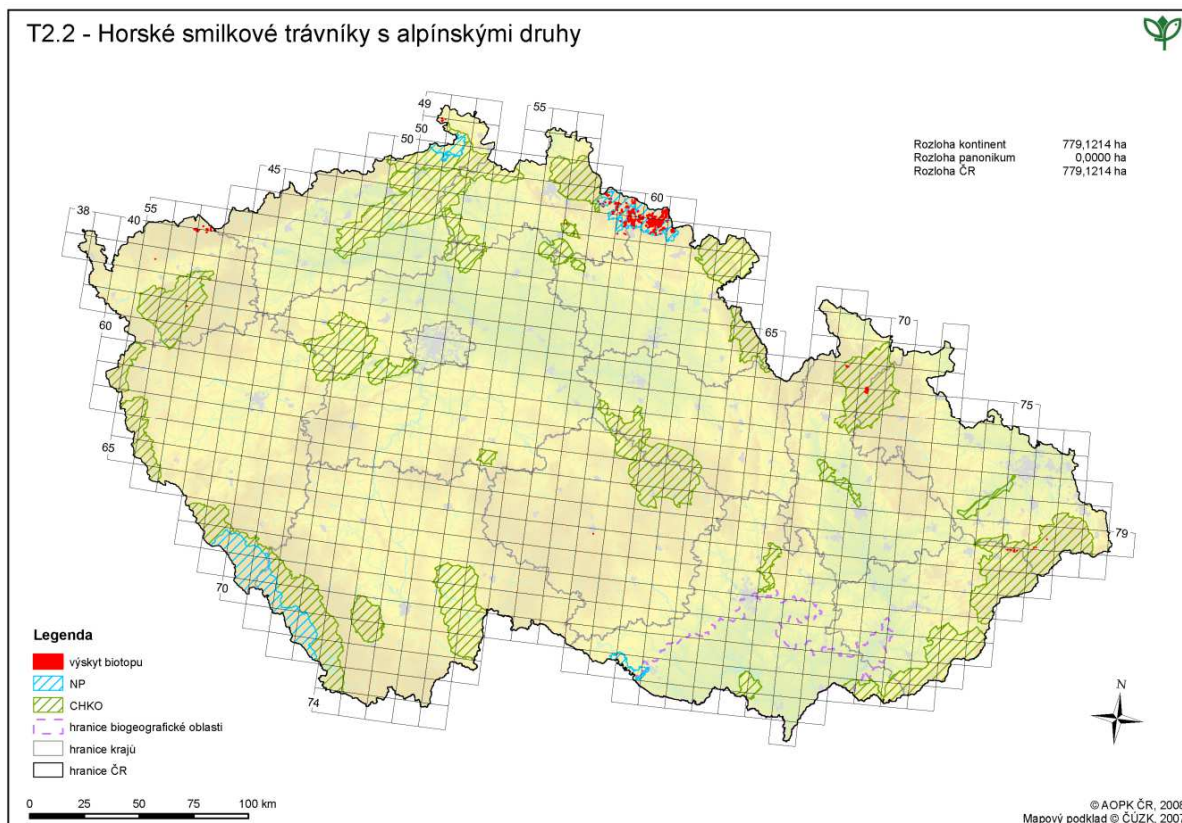 T2.2 - Horské smilkové trávníky s alpínskými druhy
Rozloha kontinent 779,1214 ha
Rozloha panonikum 0,0000 ha
Rozloha ČR 779,1214 ha
49
50
50
55
45
60
38
40
55
60
65
70
65
75
79
70
74
Legenda
výskyt biotopu
NP
CHKO
hranice biogeografické oblasti
hranice krajů
hranice ČR
0 25 50 75 100 km
N
© AOPK ČR, 2008
Mapový podklad © ČÚZK, 2007